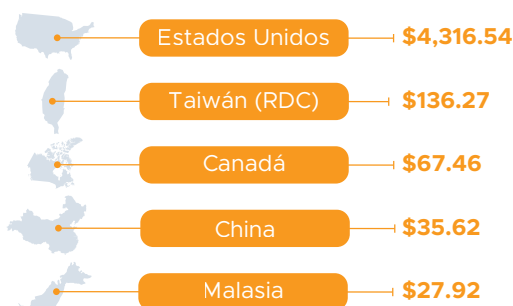 Estados Unidos $4,316.54
Taiwán (RDC) $136.27
Canadá $67.46
China $35.62
Malasia $27.92